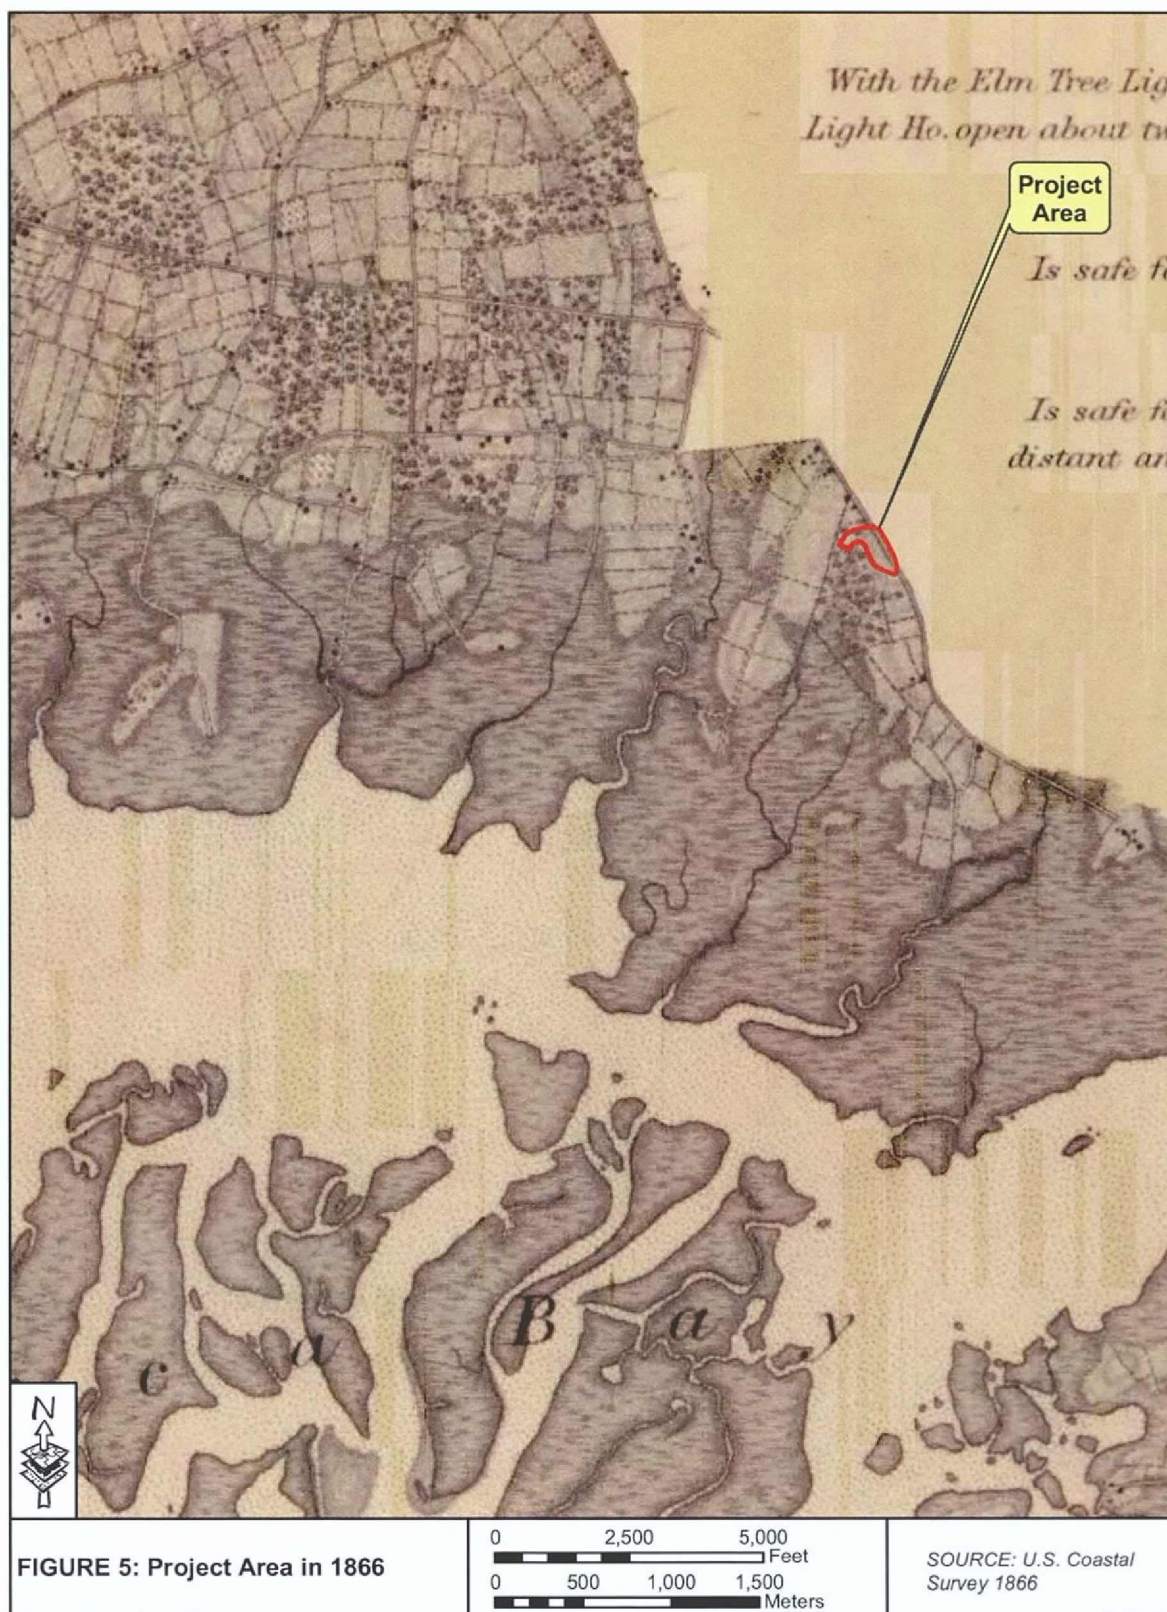 With the Elm Tree Lig
Light Ho. open about tw
Project
Area
Is safe fo
Is safe fo
distant an
c
a
B
a
y
N
FIGURE 5: Project Area in 1866
0 2,500 5,000
Feet
0 500 1,000 1,500
Meters
SOURCE: U.S. Coastal
Survey 1866